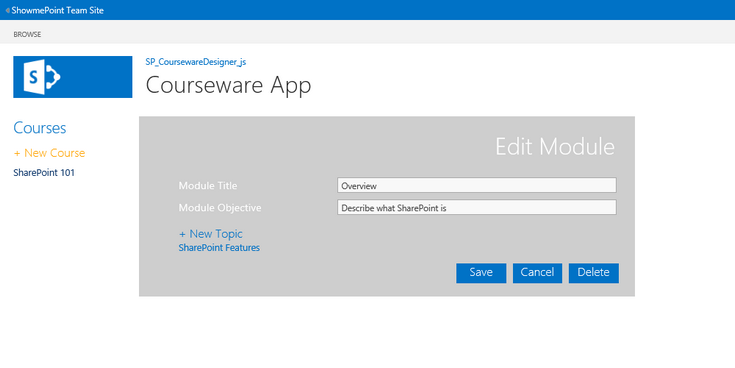 ShowmePoint Team Site
BROWSE
S
SP_CoursewareDesigner_js
Courseware App
Courses
+ New Course
SharePoint 101
Edit Module
Module Title
Overview
Module Objective
Describe what SharePoint is
+ New Topic
SharePoint Features
Save Cancel Delete